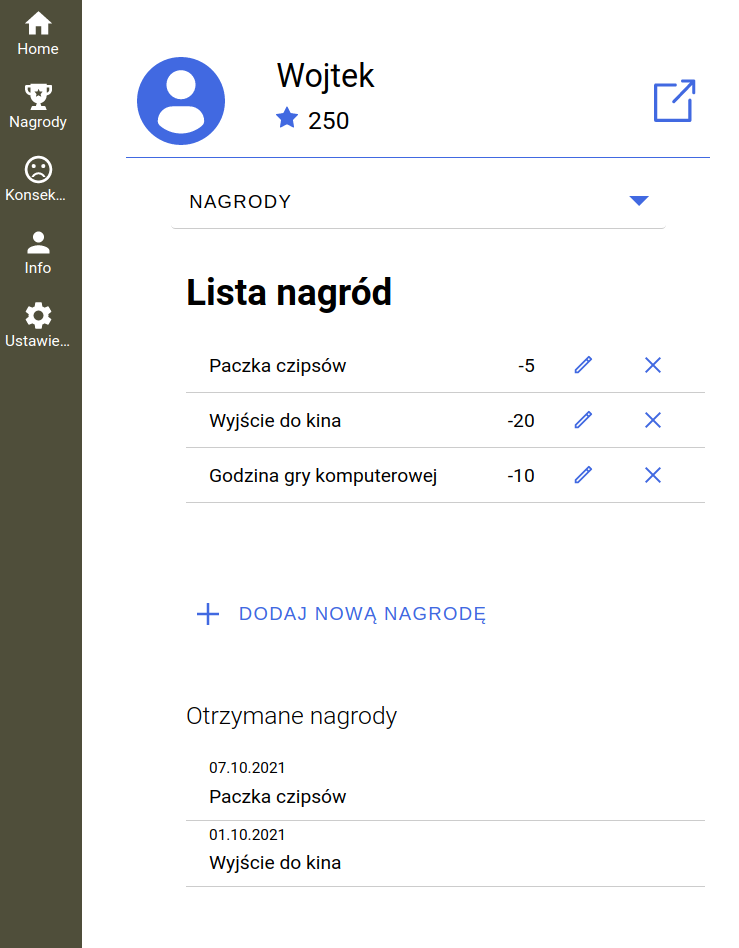 Home
Nagrody
Konsek...
Info
Ustawie...
Wojtek
250
NAGRODY
Lista nagród
Paczka czipsów -5
Wyjście do kina -20
Godzina gry komputerowej -10
DODAJ NOWĄ NAGRODĘ
Otrzymane nagrody
07.10.2021
Paczka czipsów
01.10.2021
Wyjście do kina